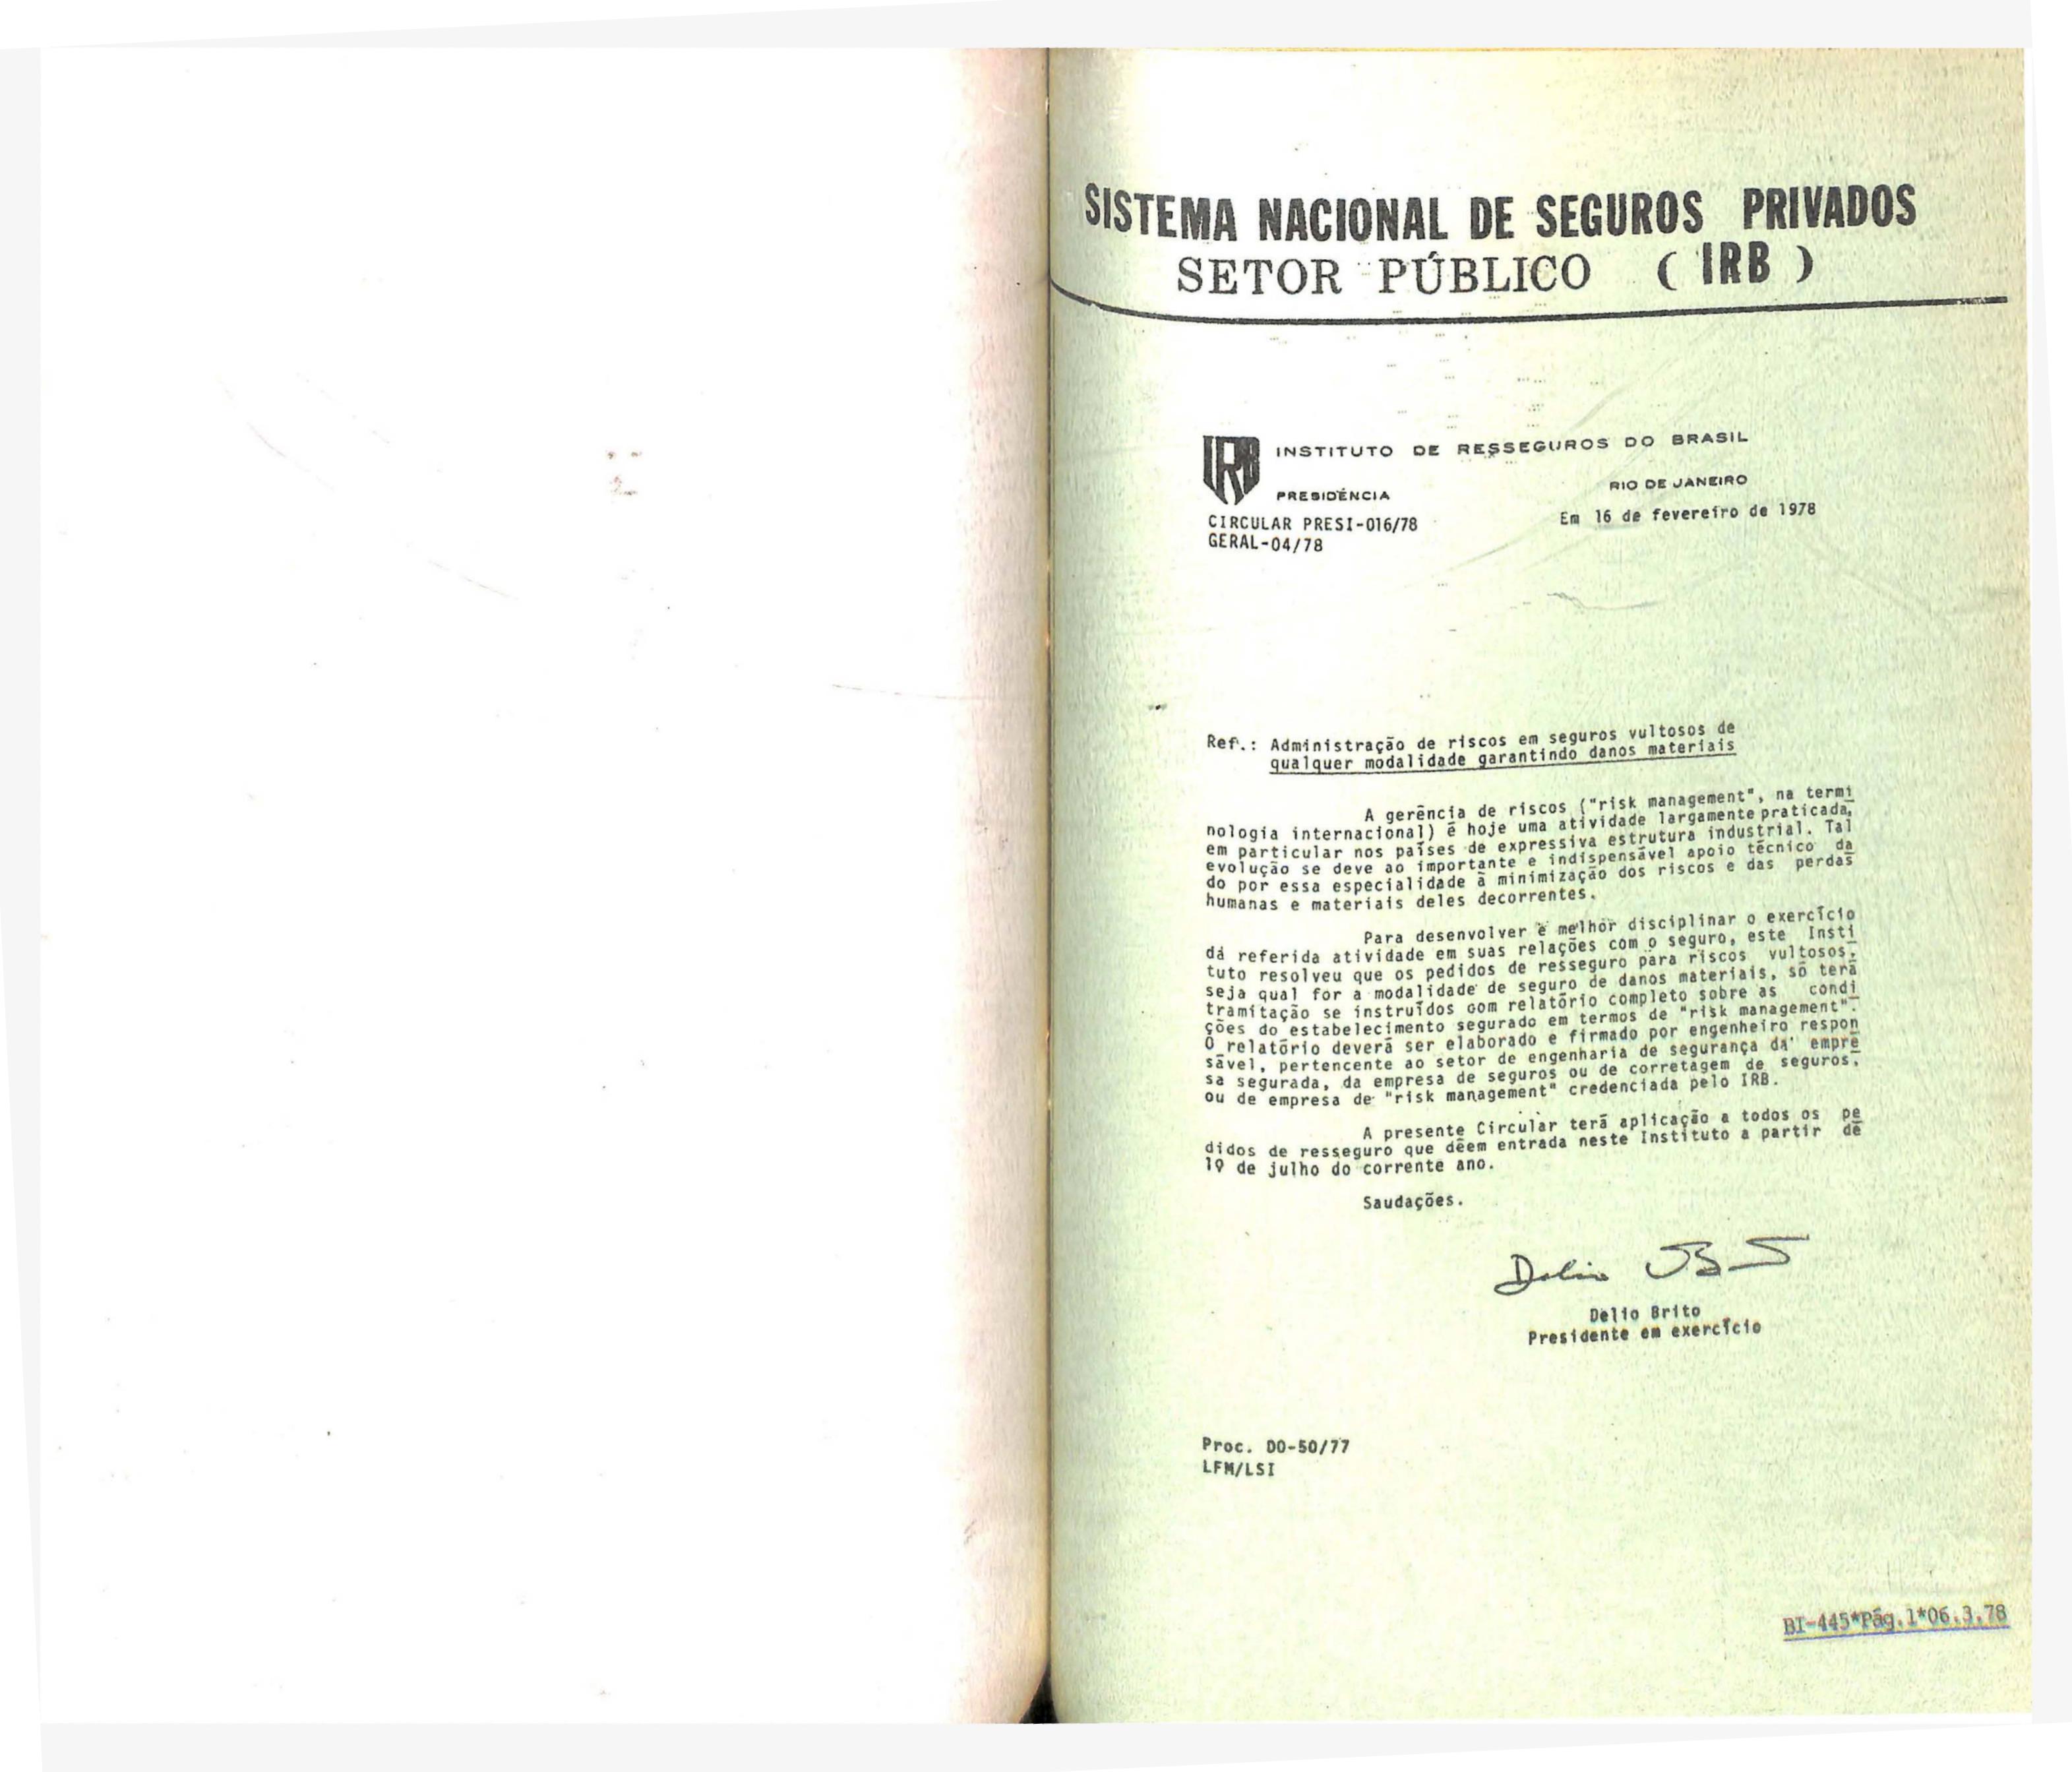 SISTEMA NACIONAL DE SEGUROS PRIVADOS
SETOR PÚBLICO ( IRB )
IRB INSTITUTO DE RESSEGUROS DO BRASIL
PRESIDÊNCIA
RIO DE JANEIRO
CIRCULAR PRESI-016/78
Em 16 de fevereiro de 1978
GERAL-04/78
Ref.: Administração de riscos em seguros vultosos de
qualquer modalidade garantindo danos materiais
A gerência de riscos ("risk management", na termi
nologia internacional) é hoje uma atividade largamente praticada,
em particular nos países de expressiva estrutura industrial. Tal
evolução se deve ao importante e indispensável apoio técnico da
do por essa especialidade à minimização dos riscos e das perdas
humanas e materiais deles decorrentes.
Para desenvolver e melhor disciplinar o exercício
da referida atividade em suas relações com o seguro, este Insti
tuto resolveu que os pedidos de resseguro para riscos vultosos,
seja qual for a modalidade de seguro de danos materiais, só terá
tramitação se instruídos com relatório completo sobre as condi
ções do estabelecimento segurado em termos de "risk management".
O relatório deverá ser elaborado e firmado por engenheiro respon
sável, pertencente ao setor de engenharia de segurança da empre
sa segurada, da empresa de seguros ou de corretagem de seguros,
ou de empresa de "risk management" credenciada pelo IRB.
A presente Circular terá aplicação a todos os pe
didos de resseguro que dêem entrada neste Instituto a partir de
1º de julho do corrente ano.
Saudações.
Delio Brito
Presidente em exercício
Proc. DO-50/77
LFM/LSI
BI-445*Pág.1*06.3.78